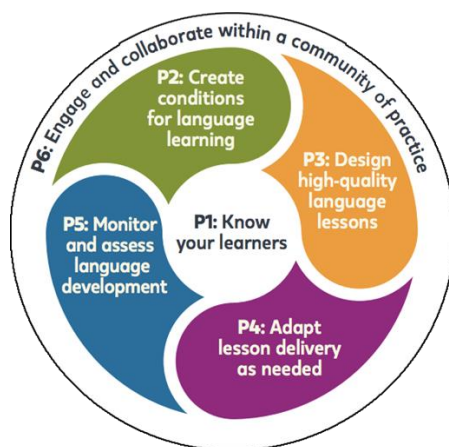 P6: Engage and collaborate within a community of practice
P2: Create
conditions
for language
learning
P3: Design
high-quality
language
lessons
P1: Know
your learners
P5: Monitor
and assess
language
development
P4: Adapt
lesson delivery
as needed